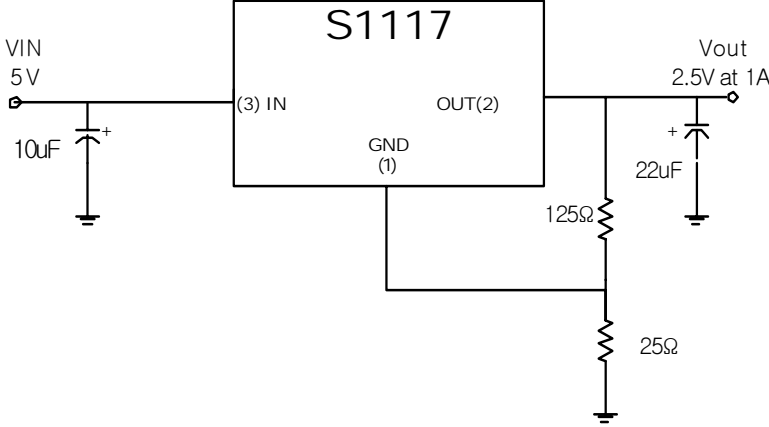 S1117
VIN
5V
Vout
2.5V at 1A
(3) IN
OUT(2)
+
10uF
GND
(1)
+
22uF
125Ω
25Ω